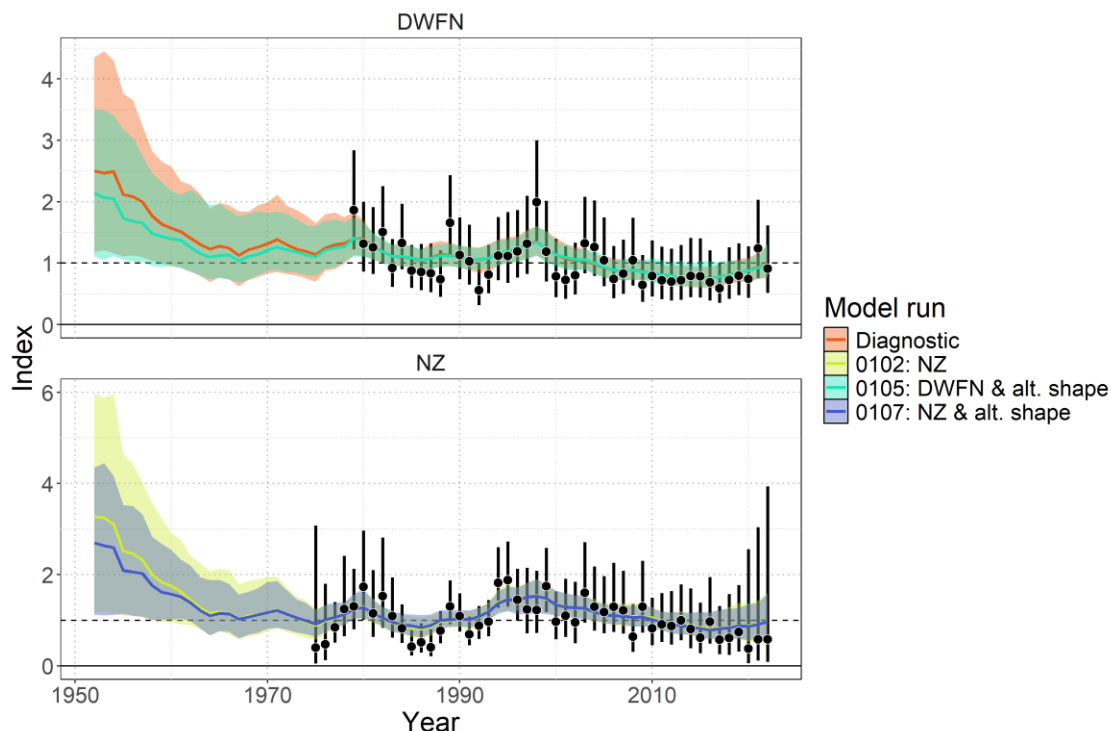 DWFN
4
3
2
1
0
NZ
6
4
2
0
1950
1970
1990
2010
Year
Index
Model run
Diagnostic
0102: NZ
0105: DWFN & alt. shape
0107: NZ & alt. shape